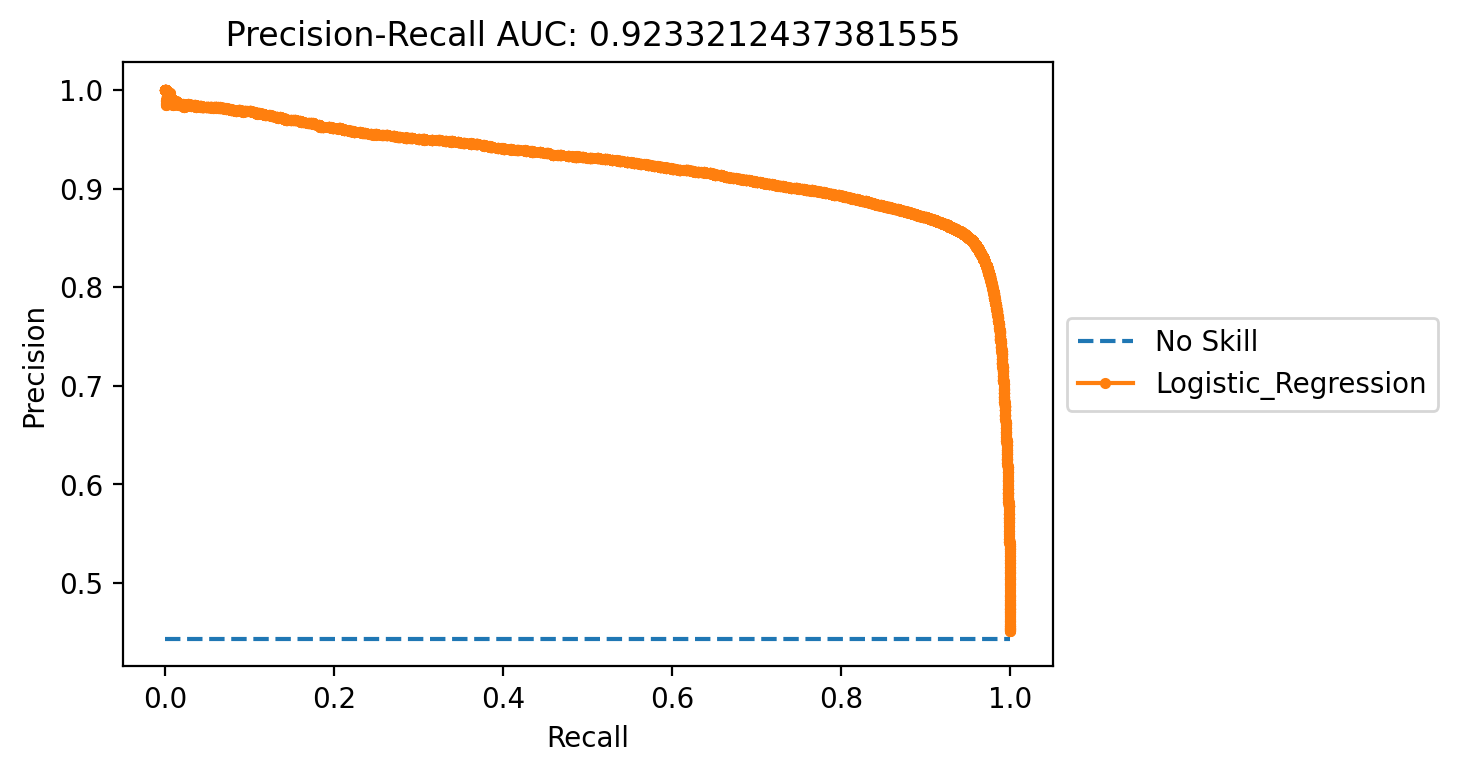 Precision-Recall AUC: 0.9233212437381555
1.0
0.9
0.8
0.7
0.6
0.5
Precision
0.0 0.2 0.4 0.6 0.8 1.0
Recall
No Skill
Logistic_Regression